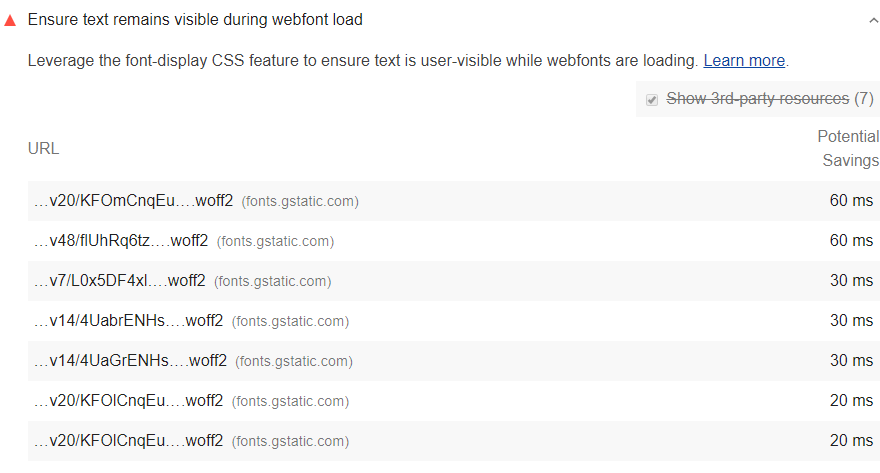 Ensure text remains visible during webfont load
Leverage the font-display CSS feature to ensure text is user-visible while webfonts are loading. Learn more.
Show 3rd-party resources (7)
URL
Potential
Savings
…v20/KFOmCnqEu….woff2 (fonts.gstatic.com) 60 ms
…v48/flUhRq6tz….woff2 (fonts.gstatic.com) 60 ms
…v7/L0x5DF4xl….woff2 (fonts.gstatic.com) 30 ms
…v14/4UabrENHs….woff2 (fonts.gstatic.com) 30 ms
…v14/4UaGrENHs….woff2 (fonts.gstatic.com) 30 ms
…v20/KFOlCnqEu….woff2 (fonts.gstatic.com) 20 ms
…v20/KFOlCnqEu….woff2 (fonts.gstatic.com) 20 ms